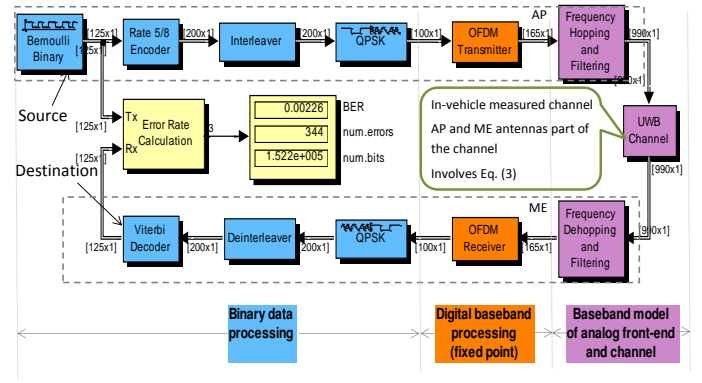 AP
Bernoulli
Binary
[125x1]
[125x1]
Rate 5/8
Encoder
[200x1]
Interleaver
[200x1]
QPSK
[100x1]
OFDM
Transmitter
[165x1]
Frequency
Hopping
and
Filtering
[990x1]
Source
Tx
Rx
Error Rate
Calculation
3
[125x1]
0.00226
344
1.522e+005
BER
num.errors
num.bits
In-vehicle measured channel
AP and ME antennas part of
the channel
Involves Eq. (3)
UWB
Channel
[990x1]
Destination
ME
Viterbi
Decoder
[125x1]
[200x1]
Deinterleaver
[200x1]
QPSK
[100x1]
OFDM
Receiver
[165x1]
Frequency
Dehopping
and
Filtering
Binary data
processing
Digital baseband
processing
(fixed point)
Baseband model
of analog front-end
and channel